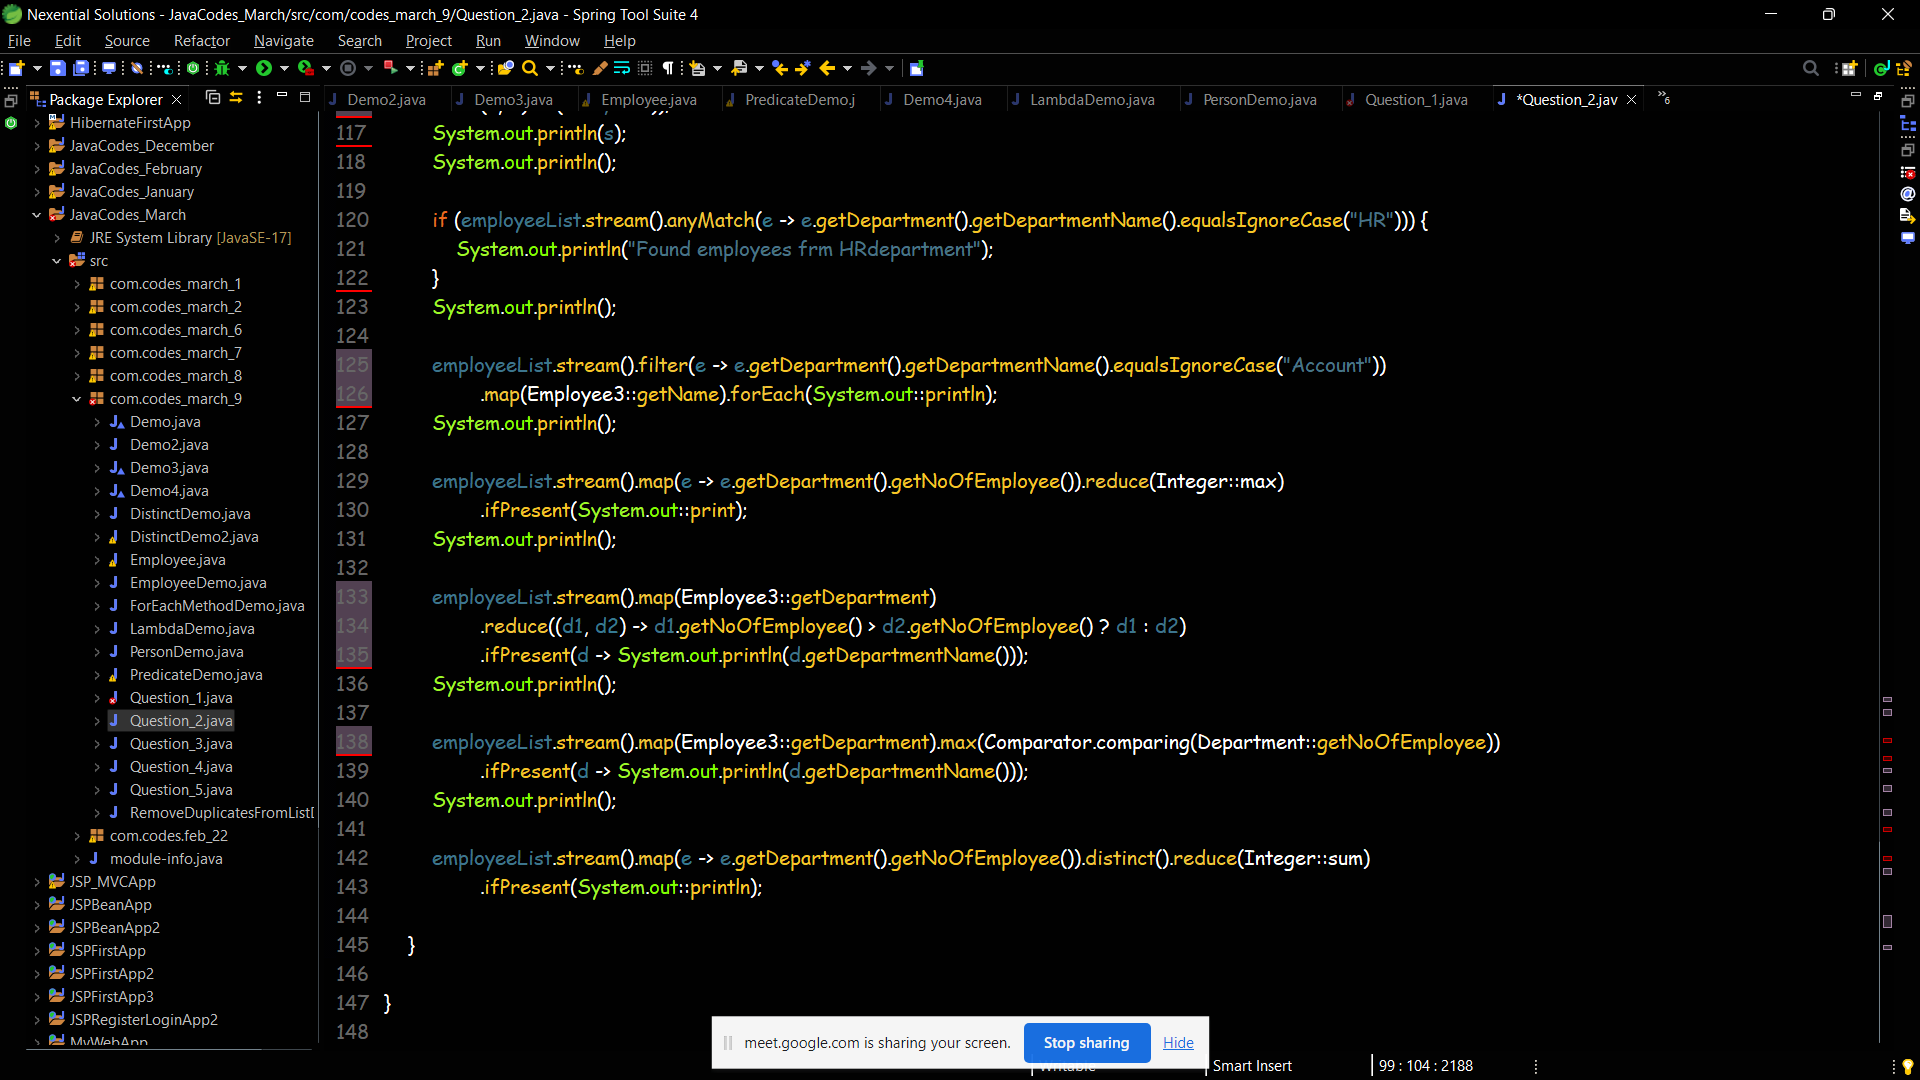 Nexential Solutions - JavaCodes_March/src/com/codes_march_9/Question_2.java - Spring Tool Suite 4
File Edit Source Refactor Navigate Search Project Run Window Help
Package Explorer
Demo2.java Demo3.java Employee.java PredicateDemo.j Demo4.java LambdaDemo.java PersonDemo.java Question_1.java *Question_2.jav »6
HibernateFirstApp
JavaCodes_December
JavaCodes_February
JavaCodes_January
JavaCodes_March
JRE System Library [JavaSE-17]
src
com.codes_march_1
com.codes_march_2
com.codes_march_6
com.codes_march_7
com.codes_march_8
com.codes_march_9
Demo.java
Demo2.java
Demo3.java
Demo4.java
DistinctDemo.java
DistinctDemo2.java
Employee.java
EmployeeDemo.java
ForEachMethodDemo.java
LambdaDemo.java
PersonDemo.java
PredicateDemo.java
Question_1.java
Question_2.java
Question_3.java
Question_4.java
Question_5.java
RemoveDuplicatesFromListD
com.codes.feb_22
module-info.java
JSP_MVCApp
JSPBeanApp
JSPBeanApp2
JSPFirstApp
JSPFirstApp2
JSPFirstApp3
JSPRegisterLoginApp2
MyWebApp
117 System.out.println(s);
118 System.out.println();
119
120 if (employeeList.stream().anyMatch(e -> e.getDepartment().getDepartmentName().equalsIgnoreCase("HR"))) {
121 System.out.println("Found employees frm HRdepartment");
122 }
123 System.out.println();
124
125 employeeList.stream().filter(e -> e.getDepartment().getDepartmentName().equalsIgnoreCase("Account"))
126 .map(Employee3::getName).forEach(System.out::println);
127 System.out.println();
128
129 employeeList.stream().map(e -> e.getDepartment().getNoOfEmployee()).reduce(Integer::max)
130 .ifPresent(System.out::print);
131 System.out.println();
132
133 employeeList.stream().map(Employee3::getDepartment)
134 .reduce((d1, d2) -> d1.getNoOfEmployee() > d2.getNoOfEmployee() ? d1 : d2)
135 .ifPresent(d -> System.out.println(d.getDepartmentName()));
136 System.out.println();
137
138 employeeList.stream().map(Employee3::getDepartment).max(Comparator.comparing(Department::getNoOfEmployee))
139 .ifPresent(d -> System.out.println(d.getDepartmentName()));
140 System.out.println();
141
142 employeeList.stream().map(e -> e.getDepartment().getNoOfEmployee()).distinct().reduce(Integer::sum)
143 .ifPresent(System.out::println);
144
145 }
146
147 }
148
meet.google.com is sharing your screen. Stop sharing Hide
Writable Smart Insert 99 : 104 : 2188